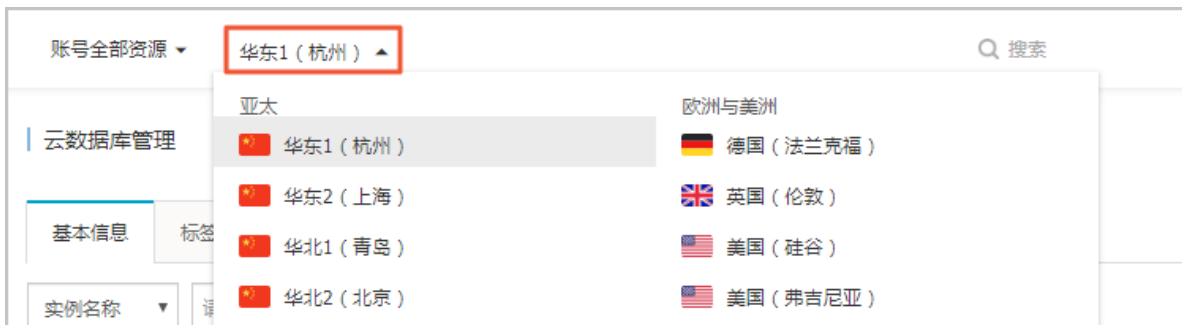 账号全部资源
华东1（杭州）
搜索
亚太
欧洲与美洲
云数据库管理
华东1（杭州）
德国（法兰克福）
华东2（上海）
英国（伦敦）
基本信息
标签
华北1（青岛）
美国（硅谷）
实例名称
华北2（北京）
美国（弗吉尼亚）